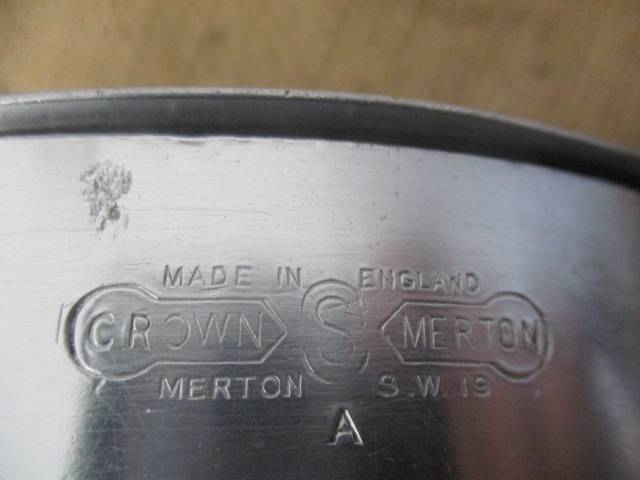 MADE IN ENGLAND
CROWN S MERTON
MERTON S.W.19
A